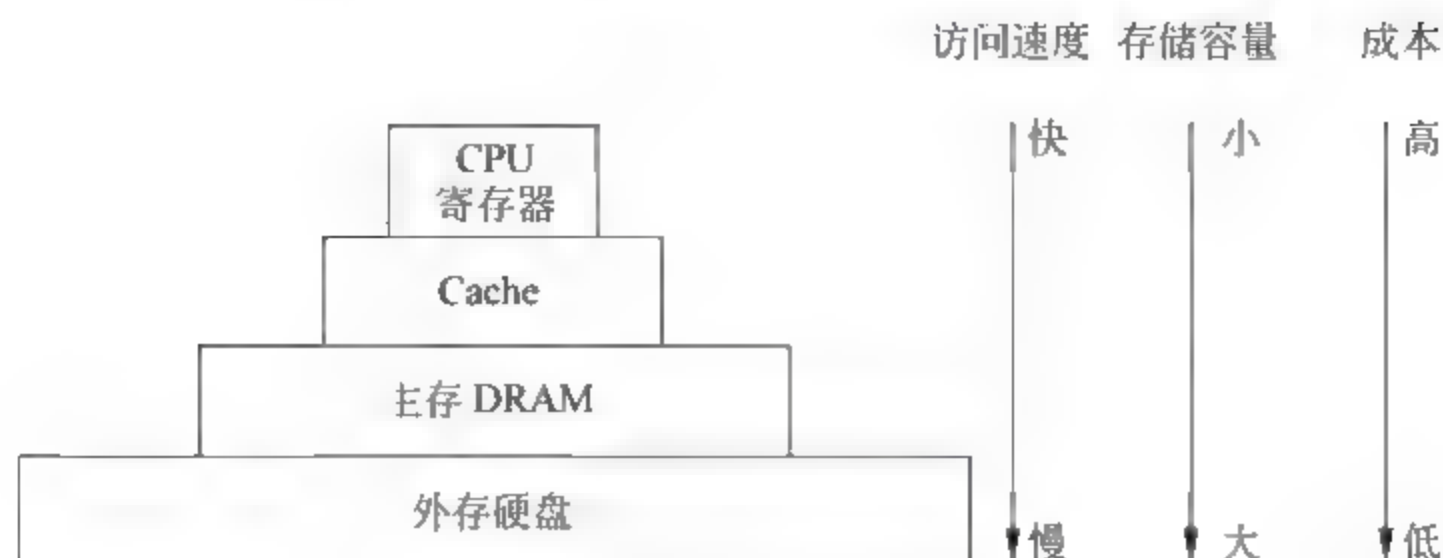 访问速度 存储容量 成本
快 小 高
CPU
寄存器
Cache
主存 DRAM
外存硬盘
慢 大 低